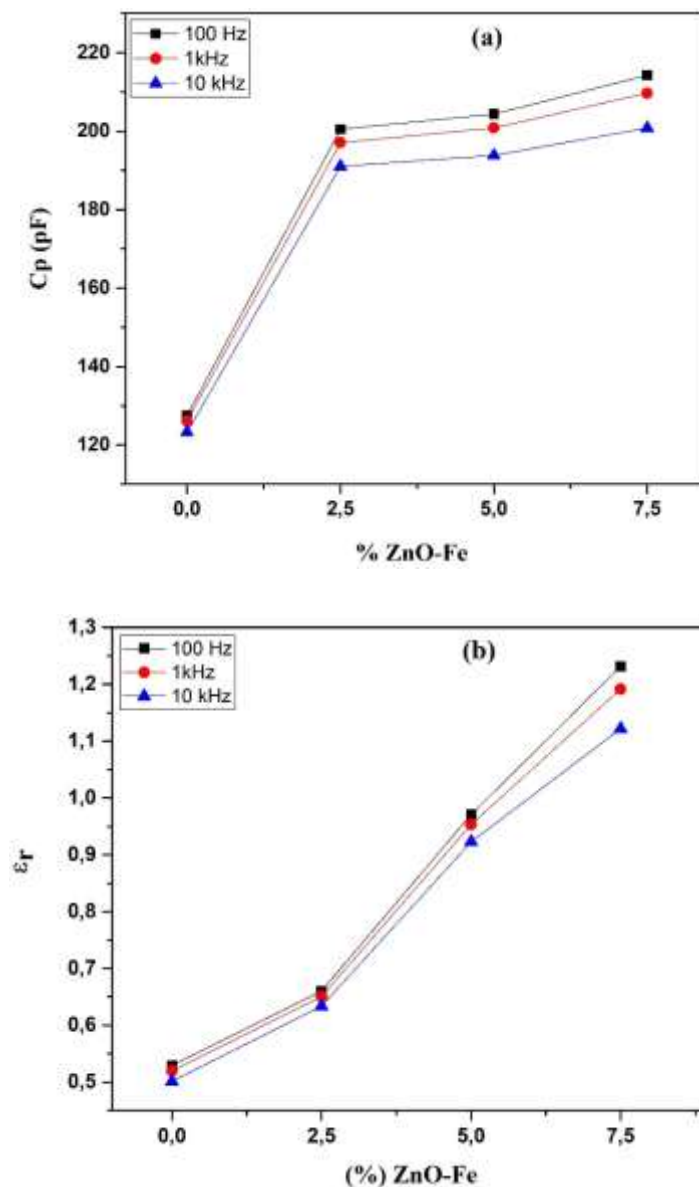 (a)
100 Hz
1kHz
10 kHz
220
200
180
160
140
120
Cp (pF)
0,0 2,5 5,0 7,5
% ZnO-Fe
(b)
100 Hz
1kHz
10 kHz
1,3
1,2
1,1
1,0
0,9
0,8
0,7
0,6
0,5
εr
0,0 2,5 5,0 7,5
(%) ZnO-Fe